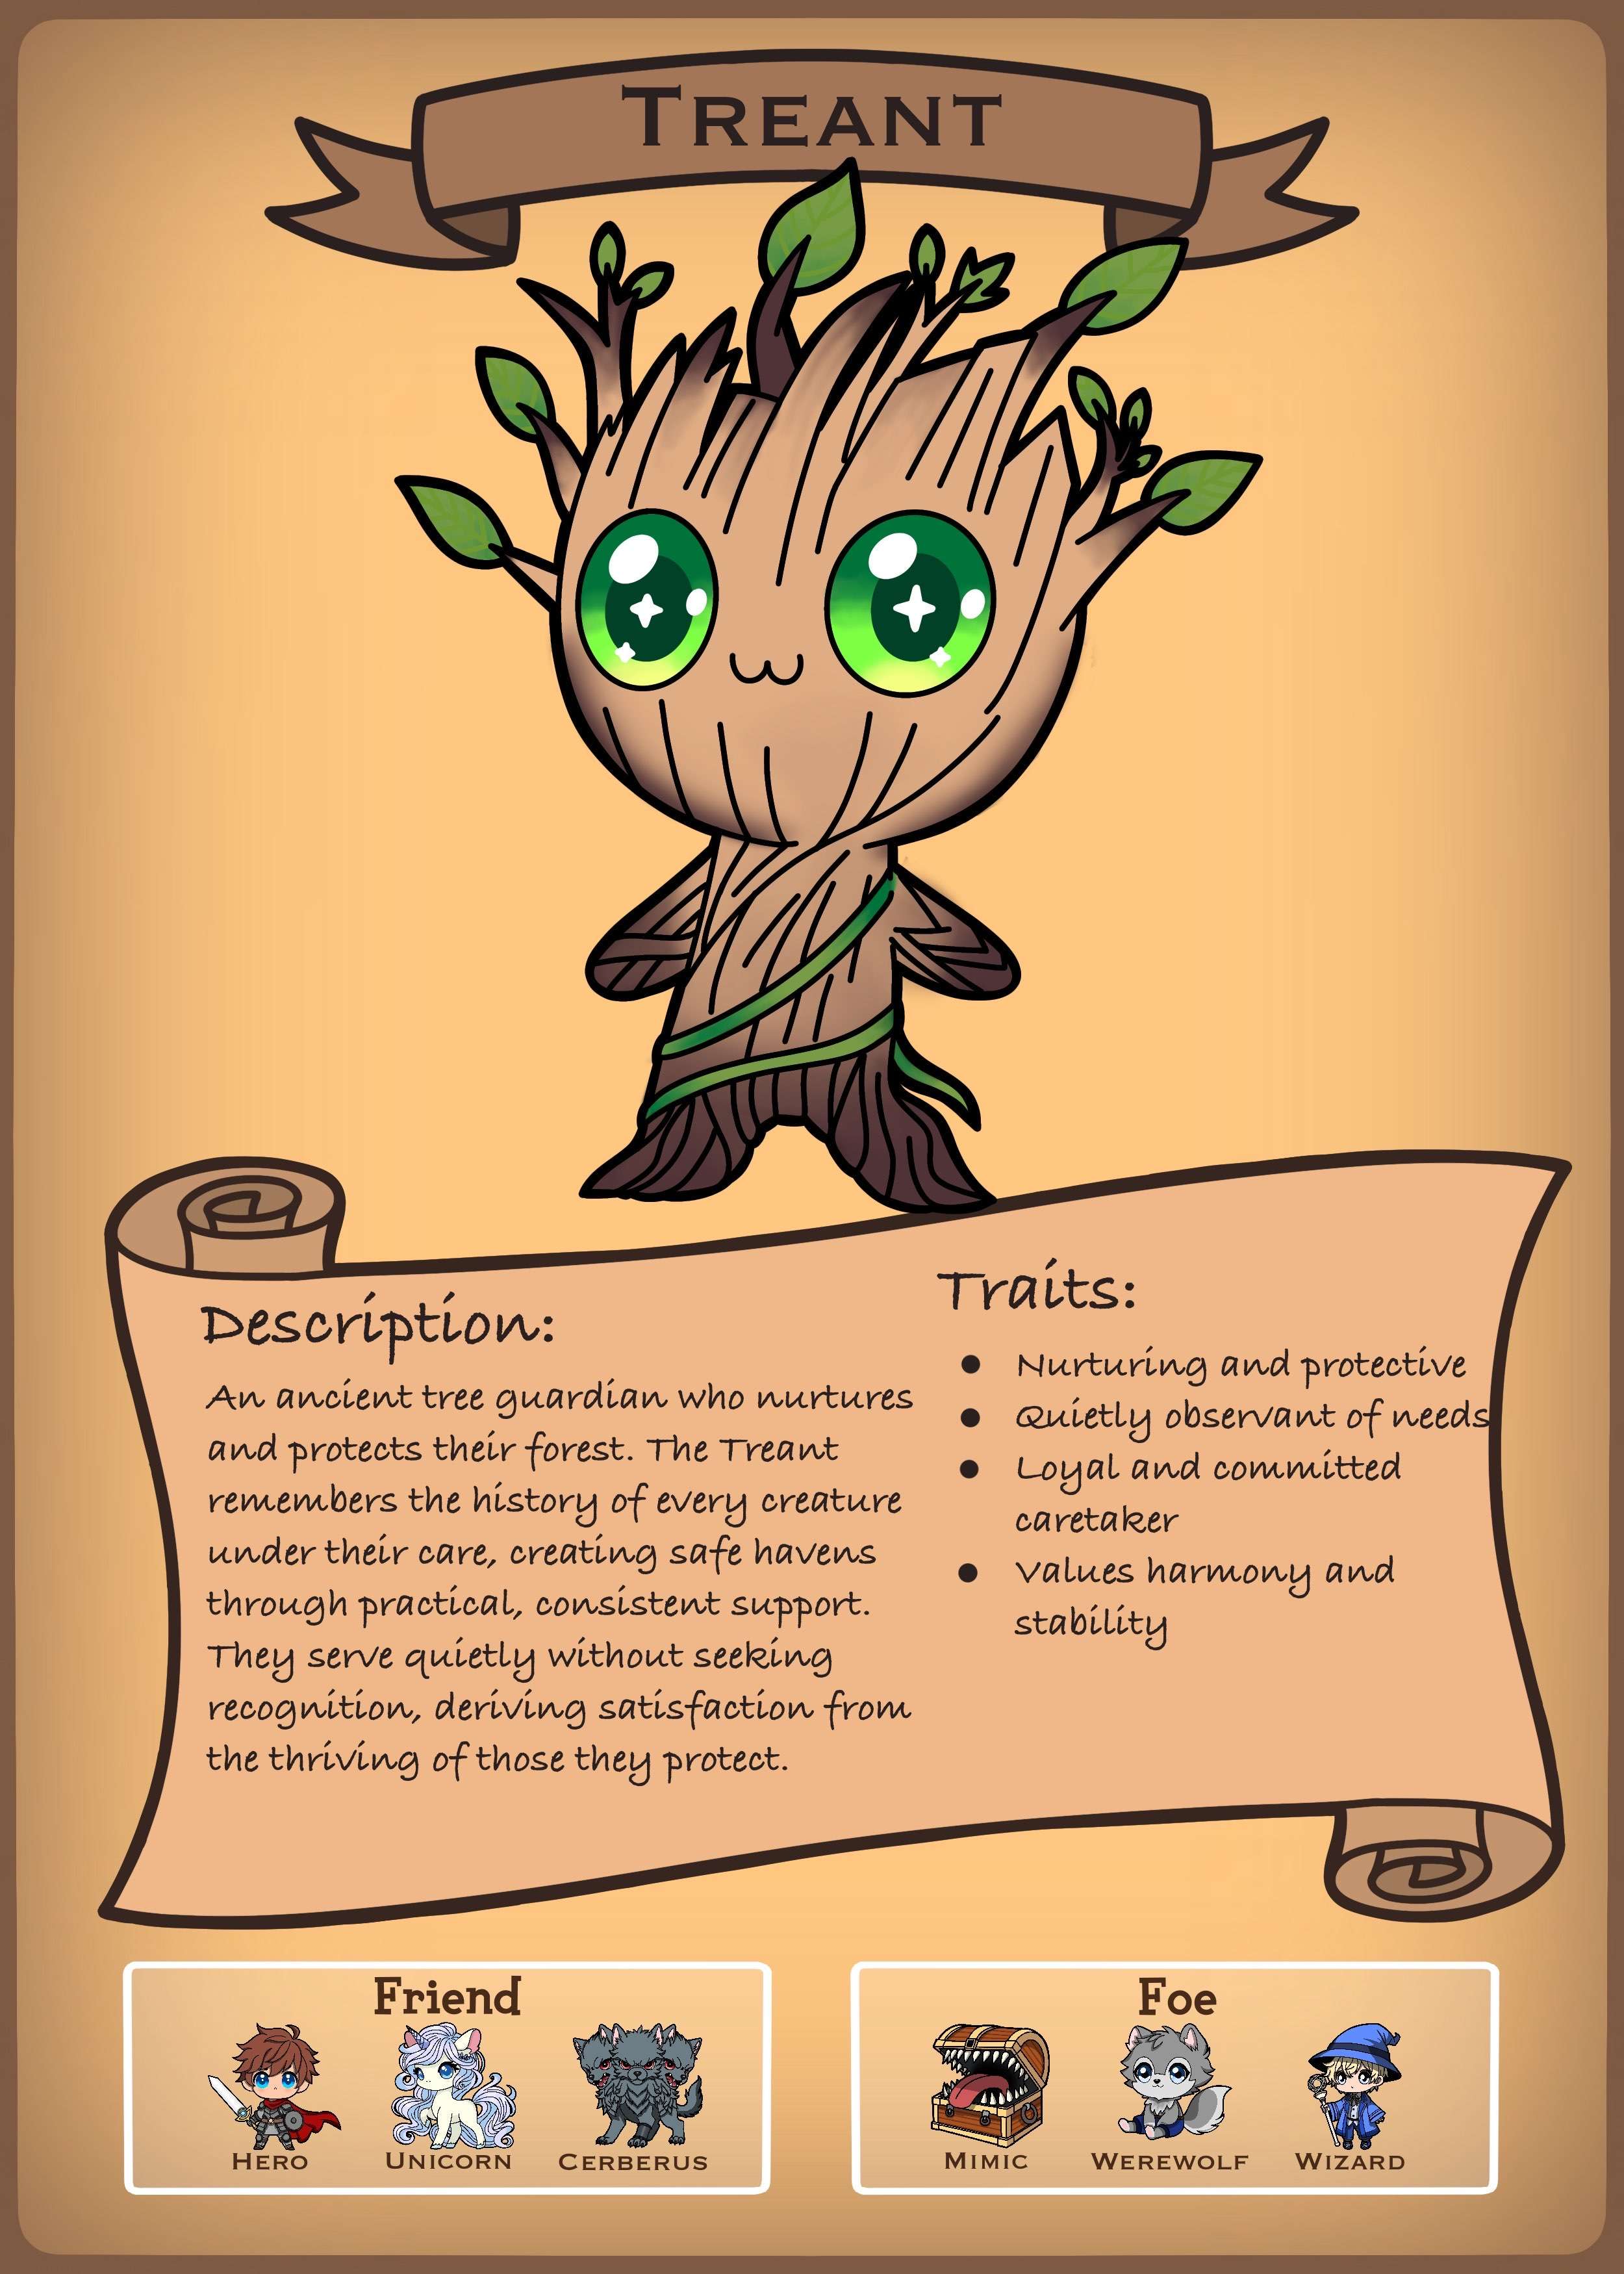 TREANT
Description:
An ancient tree guardian who nurtures
and protects their forest. The Treant
remembers the history of every creature
under their care, creating safe havens
through practical, consistent support.
They serve quietly without seeking
recognition, deriving satisfaction from
the thriving of those they protect.
Traits:
● Nurturing and protective
● Quietly observant of needs
● Loyal and committed
caretaker
● Values harmony and
stability
Friend
HERO UNICORN CERBERUS
Foe
MIMIC WEREWOLF WIZARD